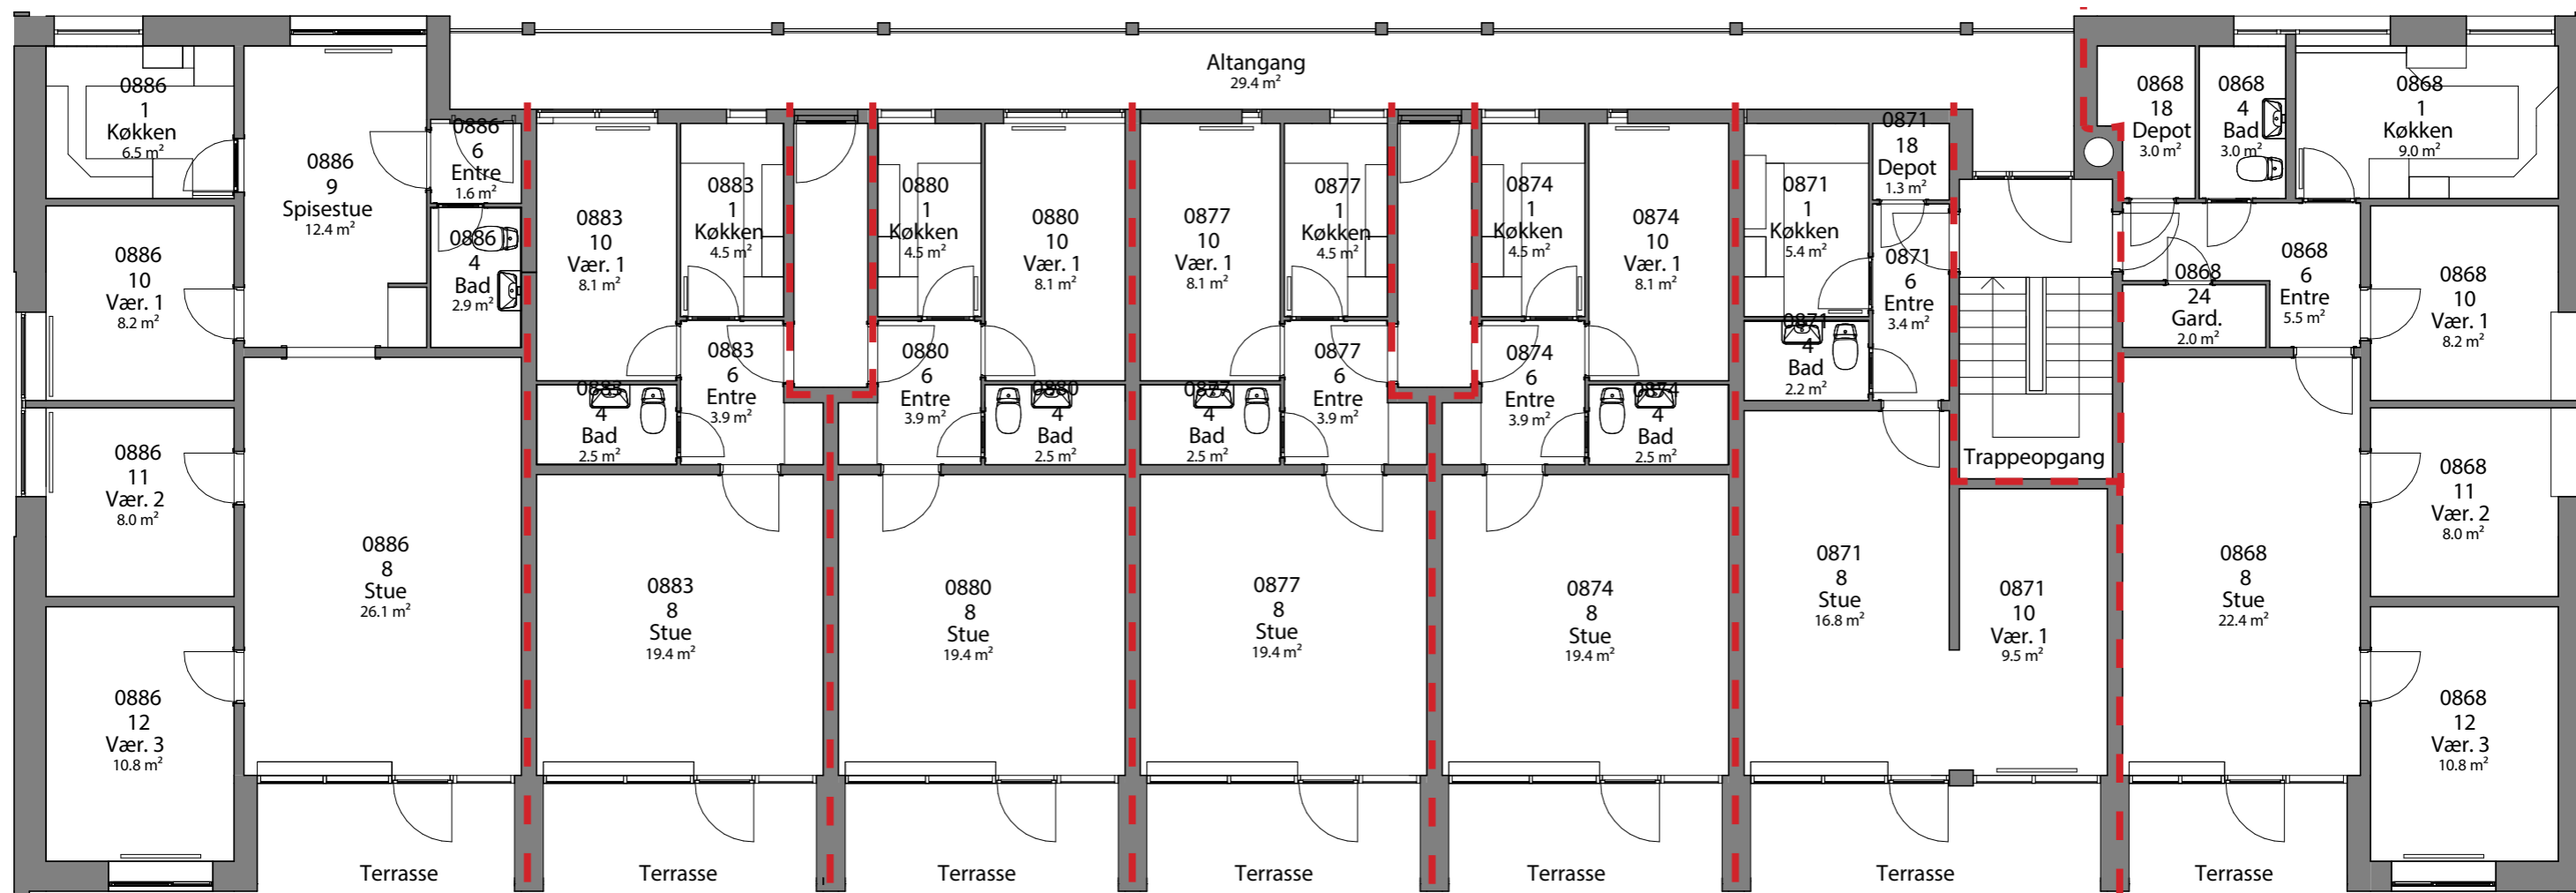 Altangang
29.4 m²
0886
1
Køkken
6.5 m²
0886
9
Spisestue
12.4 m²
0886
6
Entre
1.6 m²
0886
4
Bad
2.9 m²
0886
10
Vær. 1
8.2 m²
0886
11
Vær. 2
8.0 m²
0886
12
Vær. 3
10.8 m²
0886
8
Stue
26.1 m²
Terrasse
0883
10
Vær. 1
8.1 m²
0883
1
Køkken
4.5 m²
0883
6
Entre
3.9 m²
0883
4
Bad
2.5 m²
0883
8
Stue
19.4 m²
Terrasse
0880
1
Køkken
4.5 m²
0880
10
Vær. 1
8.1 m²
0880
6
Entre
3.9 m²
0880
4
Bad
2.5 m²
0880
8
Stue
19.4 m²
Terrasse
0877
10
Vær. 1
8.1 m²
0877
1
Køkken
4.5 m²
0877
6
Entre
3.9 m²
0877
4
Bad
2.5 m²
0877
8
Stue
19.4 m²
Terrasse
0874
1
Køkken
4.5 m²
0874
10
Vær. 1
8.1 m²
0874
6
Entre
3.9 m²
0874
4
Bad
2.5 m²
0874
8
Stue
19.4 m²
Terrasse
0871
1
Køkken
5.4 m²
0871
18
Depot
1.3 m²
0871
6
Entre
3.4 m²
0871
4
Bad
2.2 m²
0871
8
Stue
16.8 m²
0871
10
Vær. 1
9.5 m²
Terrasse
Trappeopgang
0868
18
Depot
3.0 m²
0868
4
Bad
3.0 m²
0868
1
Køkken
9.0 m²
0868
24
Gard.
2.0 m²
0868
6
Entre
5.5 m²
0868
10
Vær. 1
8.2 m²
0868
11
Vær. 2
8.0 m²
0868
8
Stue
22.4 m²
0868
12
Vær. 3
10.8 m²
Terrasse